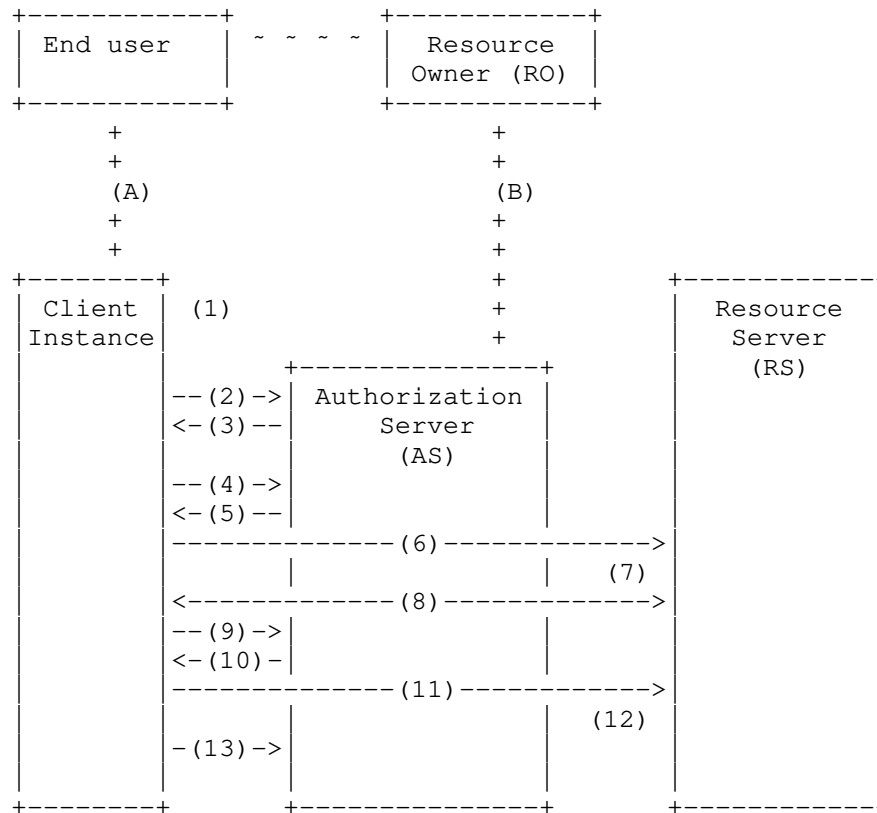 +------------+ +------------+
| End user | ~ ~ ~ ~ | Resource |
| | | Owner (RO) |
+------------+ +------------+
+ +
+ +
(A) (B)
+ +
+ +
+--------+ + +------------
| Client | (1) + | Resource
|Instance| + | Server
| | +---------------+ | (RS)
| |--(2)->| Authorization | |
| |<-(3)--| Server | |
| | | (AS) | |
| |--(4)->| | |
| |<-(5)--| | |
| |--------------(6)------------->|
| | | | (7) |
| |<-------------(8)------------->|
| |--(9)->| | |
| |<-(10)-| | |
| |--------------(11)------------>|
| | | | (12) |
| |-(13)->| | |
| | | | |
+--------+ +---------------+ +------------